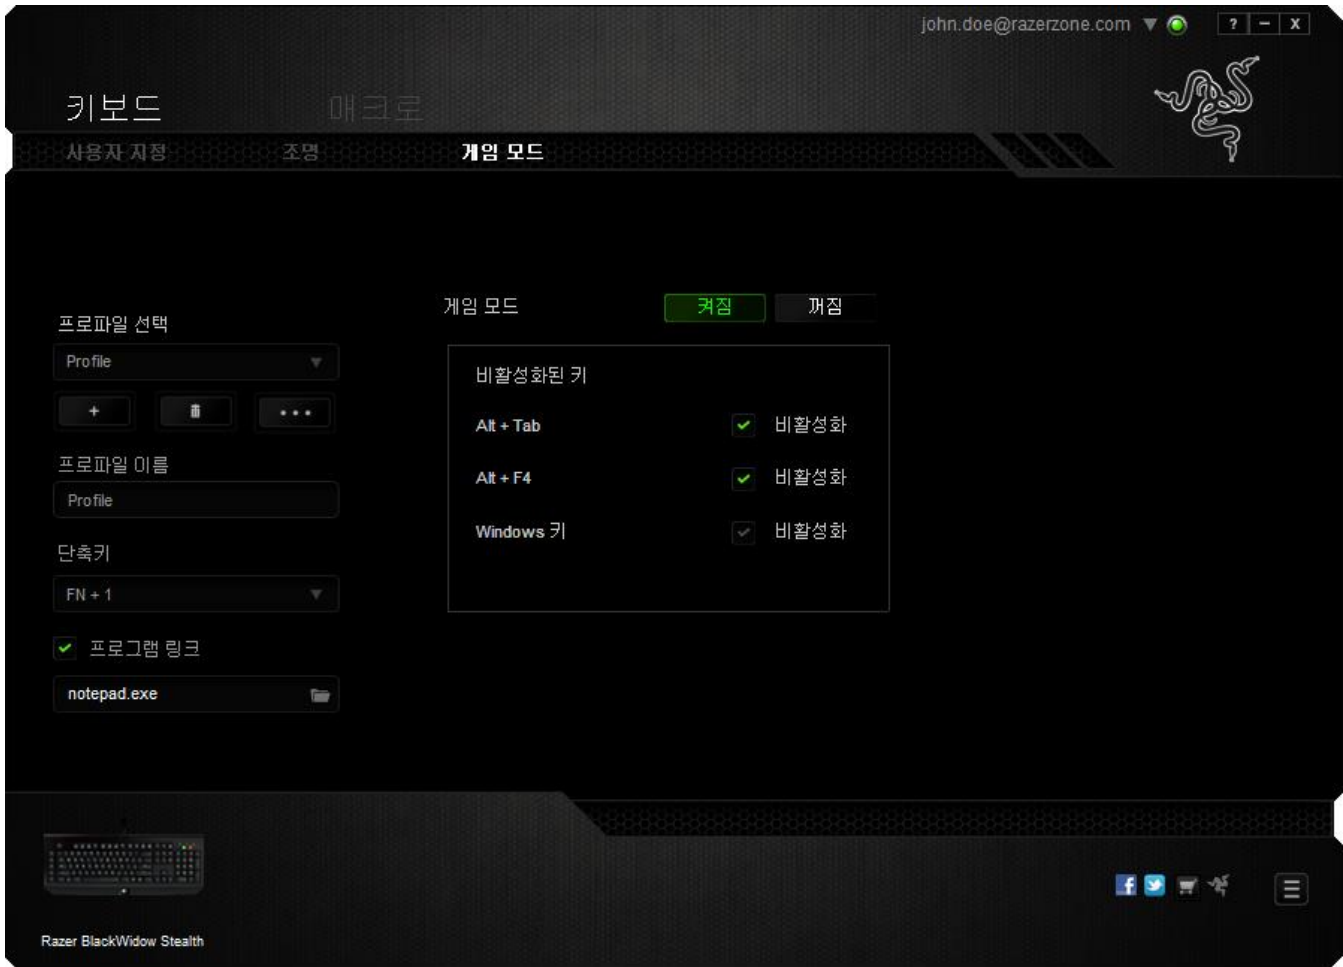 john.doe@razerzone.com
? – X
키보드 매크로
사용자 지정 조명 게임 모드
게임 모드 켜짐 꺼짐
프로파일 선택
Profile
+
비활성화된 키
Alt + Tab 비활성화
Alt + F4 비활성화
Windows 키 비활성화
프로파일 이름
Profile
단축키
FN + 1
프로그램 링크
notepad.exe
Razer BlackWidow Stealth